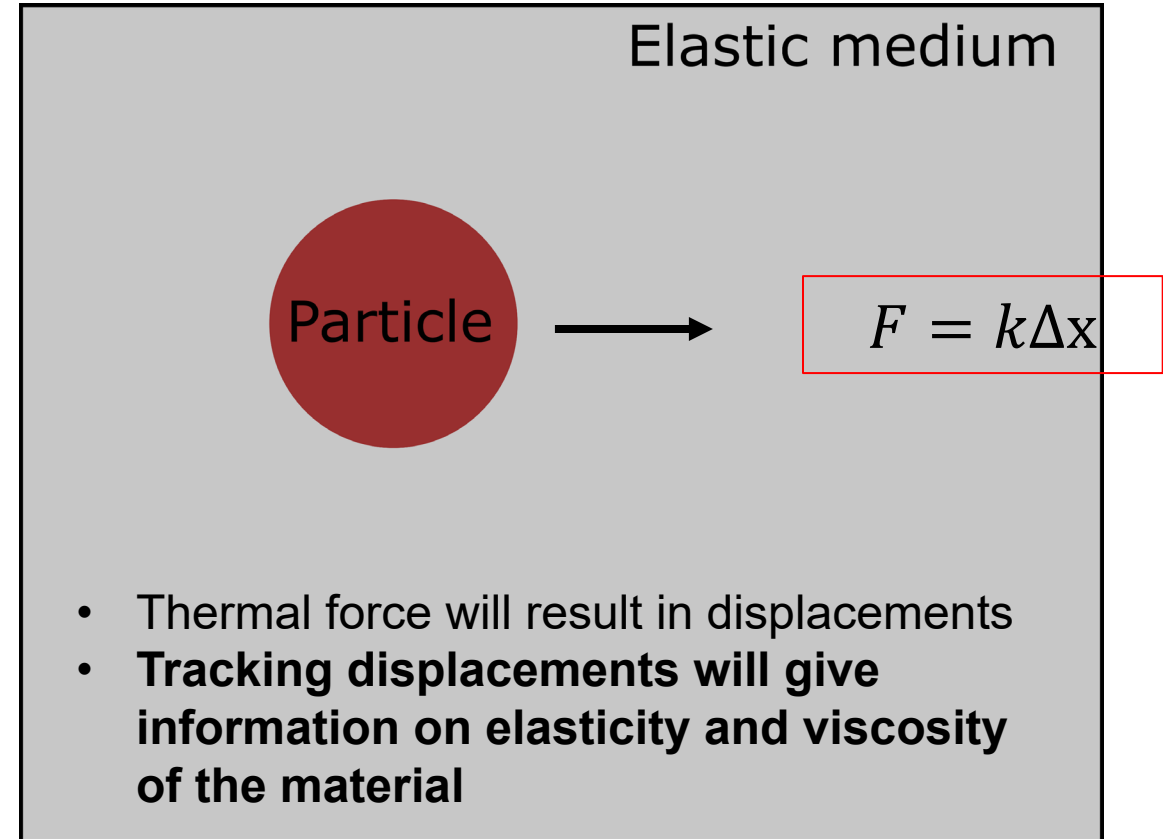 Elastic medium
Particle
F = kΔx
• Thermal force will result in displacements
• Tracking displacements will give
information on elasticity and viscosity
of the material